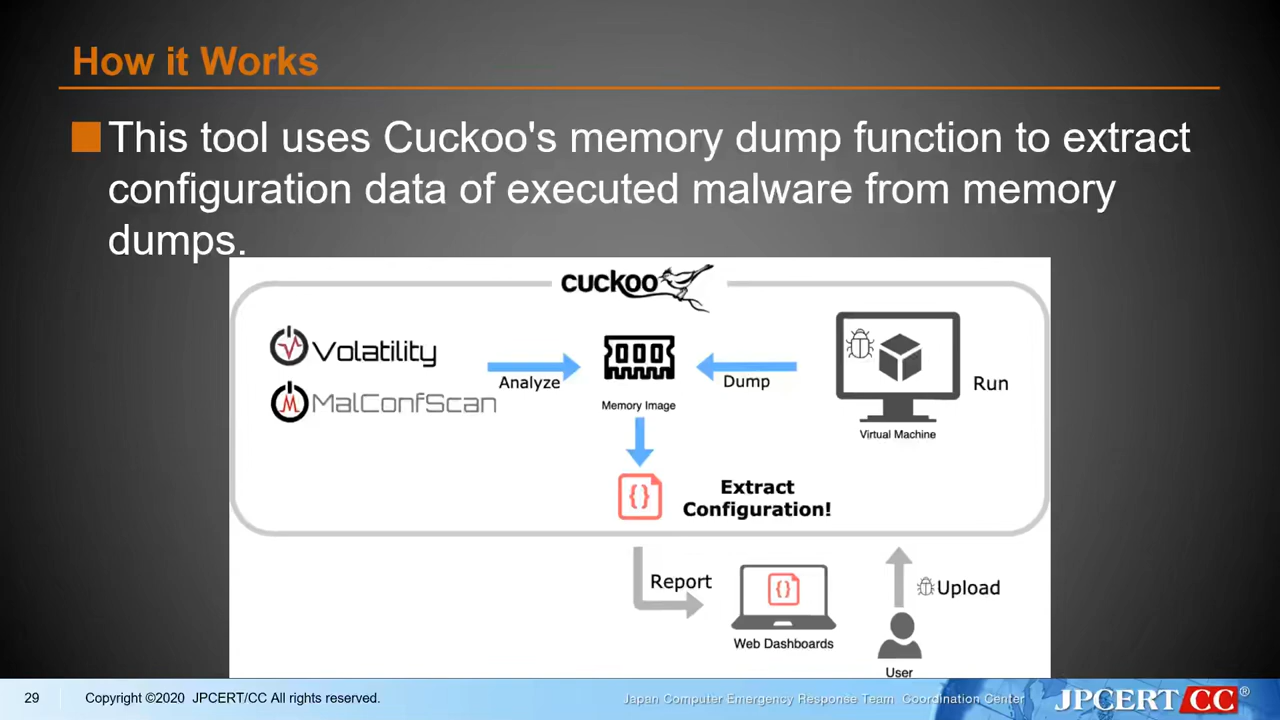 How it Works
This tool uses Cuckoo's memory dump function to extract
configuration data of executed malware from memory
dumps.
cuckoo
Volatility
MalConfScan
Analyze
Memory Image
Dump
Run
Virtual Machine
{}
Extract
Configuration!
Report
{}
Web Dashboards
Upload
User
29
Copyright ©2020 JPCERT/CC All rights reserved.
Japan Computer Emergency Response Team Coordination Center
JPCERT CC®